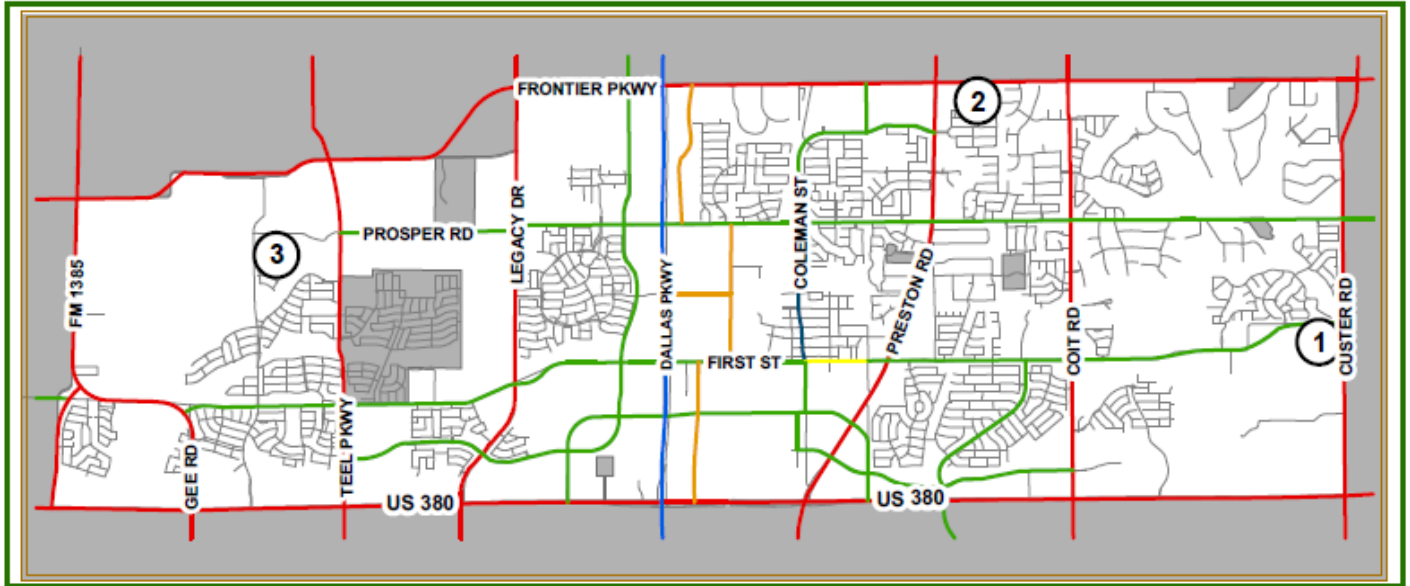 FRONTIER PKWY
2
COLEMAN ST
LEGACY DR
PROSPER RD
3
FM 1385
DALLAS PKWY
PRESTON RD
1
CUSTER RD
COIT RD
FIRST ST
TEEL PKWY
GEE RD
US 380
US 380